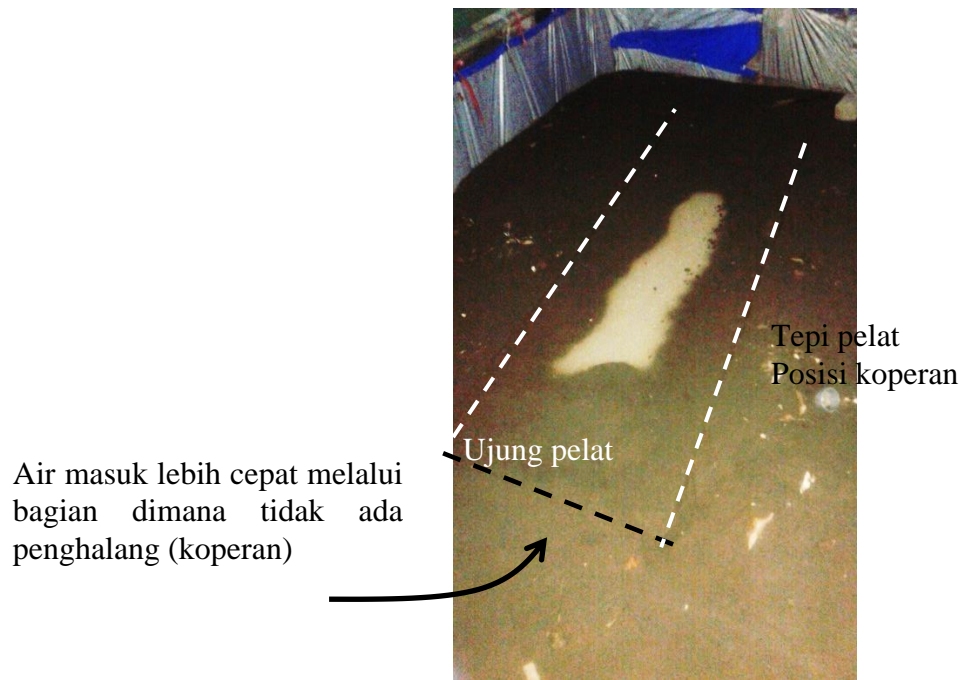 Tepi pelat
Posisi koperan
Ujung pelat
Air masuk lebih cepat melalui
bagian dimana tidak ada
penghalang (koperan)